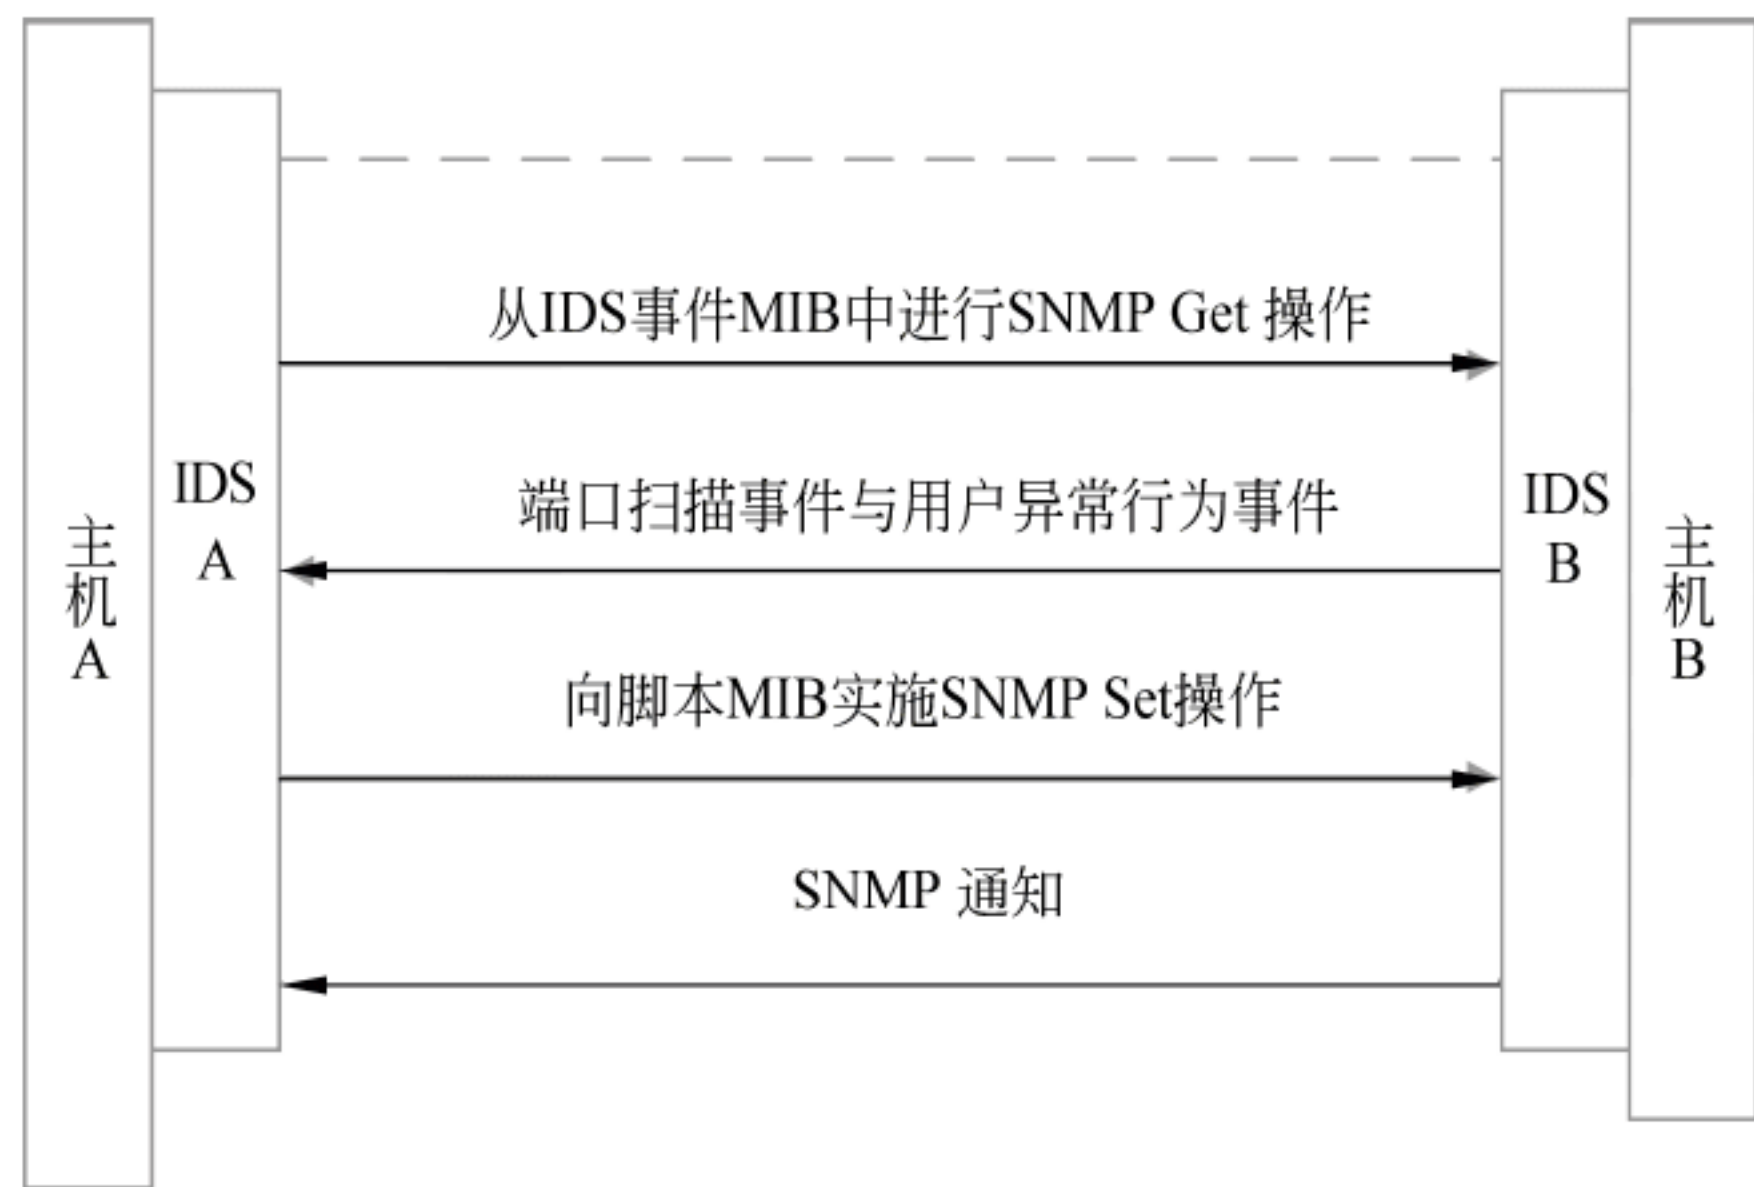 从IDS事件MIB中进行SNMP Get 操作
IDS
A
端口扫描事件与用户异常行为事件
IDS
B
主
机
A
主
机
B
向脚本MIB实施SNMP Set操作
SNMP 通知